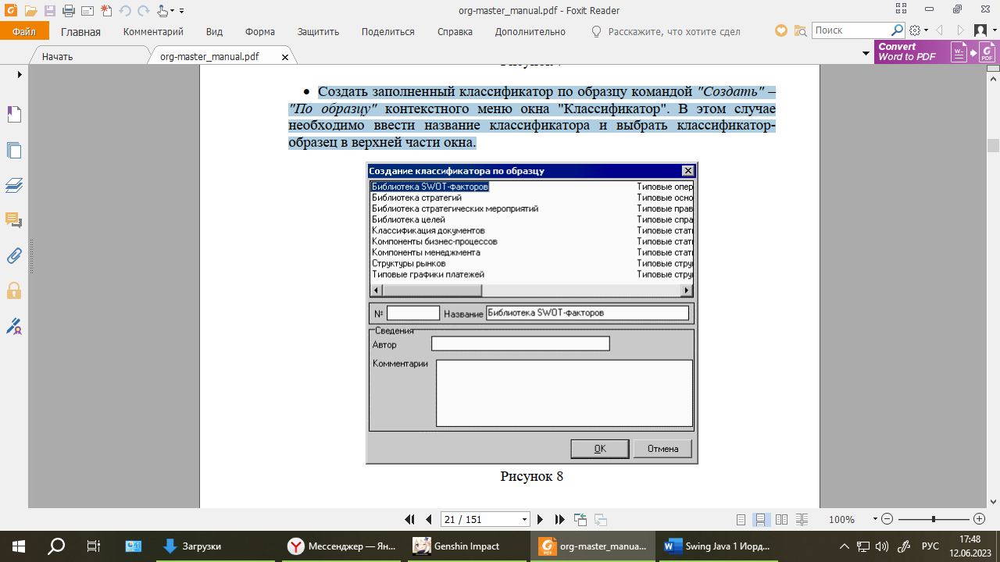 org-master_manual.pdf - Foxit Reader
Файл Главная Комментарий Вид Форма Защитить Поделиться Справка Дополнительно Расскажите, что хотите сдел Поиск
Начать org-master_manual.pdf Convert Word to PDF
• Создать заполненный классификатор по образцу командой "Создать" –
"По образцу" контекстного меню окна "Классификатор". В этом случае
необходимо ввести название классификатора и выбрать классификатор-
образец в верхней части окна.
Создание классификатора по образцу
Библиотека SWOT-факторов Типовые опер
Библиотека стратегий Типовые осно
Библиотека стратегических мероприятий Типовые прав
Библиотека целей Типовые спра
Классификация документов Типовые стат
Компоненты бизнес-процессов Типовые стат
Компоненты менеджмента Типовые стат
Структуры рынков Типовые стру
Типовые графики платежей Типовые стру
№ Название Библиотека SWOT-факторов
Сведения
Автор
Комментарии
OK Отмена
Рисунок 8
21 / 151 100%
Загрузки Мессенджер — Ян... Genshin Impact org-master_manua... Swing Java 1 Иорд... РУС 17:48
12.06.2023